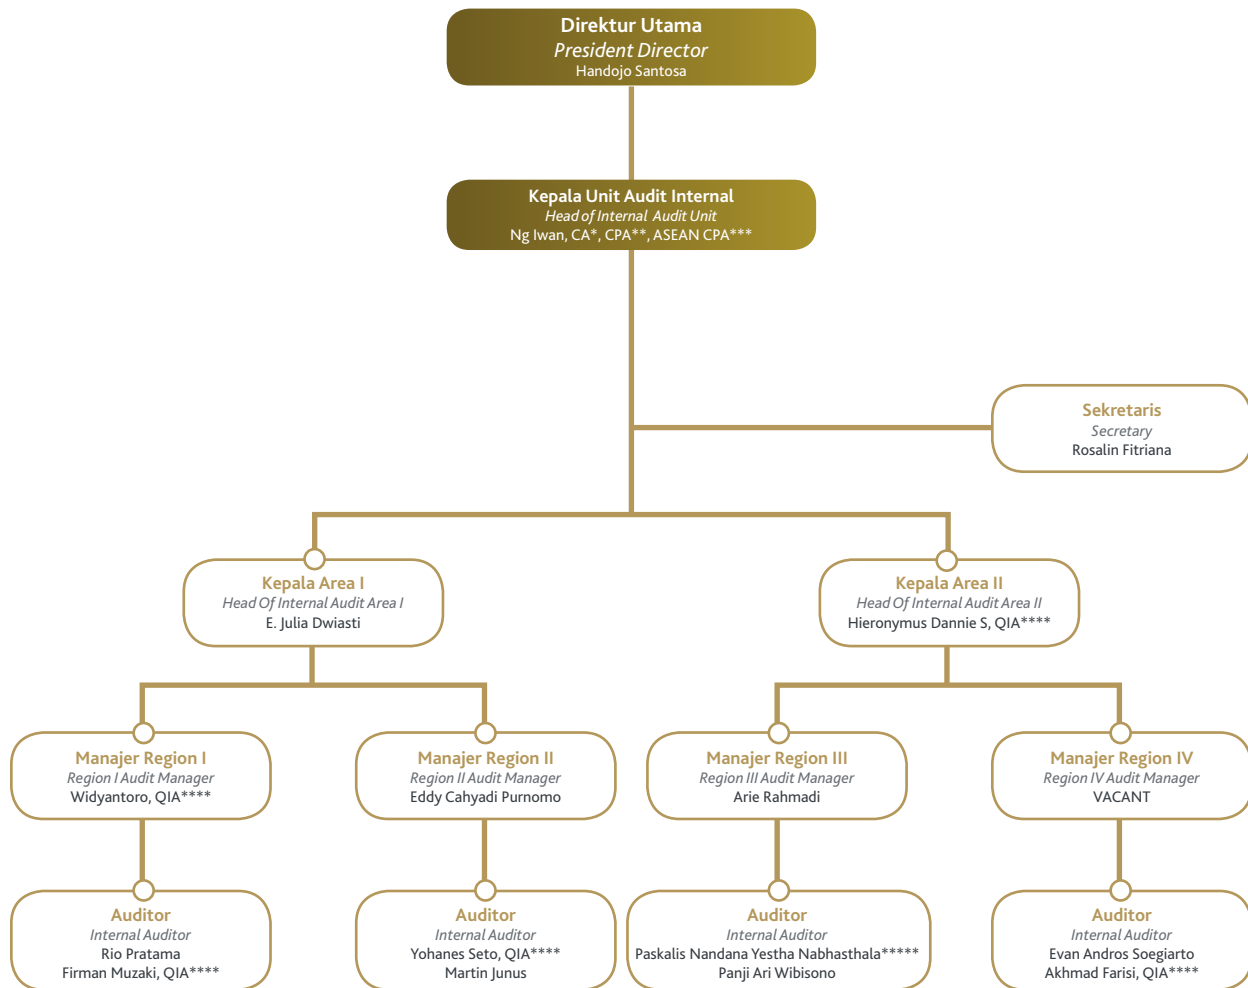 Direktur Utama
President Director
Handojo Santosa
Kepala Unit Audit Internal
Head of Internal Audit Unit
Ng Iwan, CA*, CPA**, ASEAN CPA***
Sekretaris
Secretary
Rosalin Fitriana
Kepala Area I
Head Of Internal Audit Area I
E. Julia Dwiasti
Kepala Area II
Head Of Internal Audit Area II
Hieronymus Dannie S, QIA****
Manajer Region I
Region I Audit Manager
Widyantoro, QIA****
Manajer Region II
Region II Audit Manager
Eddy Cahyadi Purnomo
Manajer Region III
Region III Audit Manager
Arie Rahmadi
Manajer Region IV
Region IV Audit Manager
VACANT
Auditor
Internal Auditor
Rio Pratama
Firman Muzaki, QIA****
Auditor
Internal Auditor
Yohanes Seto, QIA****
Martin Junus
Auditor
Internal Auditor
Paskalis Nandana Yestha Nabhasthala*****
Panji Ari Wibisono
Auditor
Internal Auditor
Evan Andros Soegiarto
Akhmad Farisi, QIA****